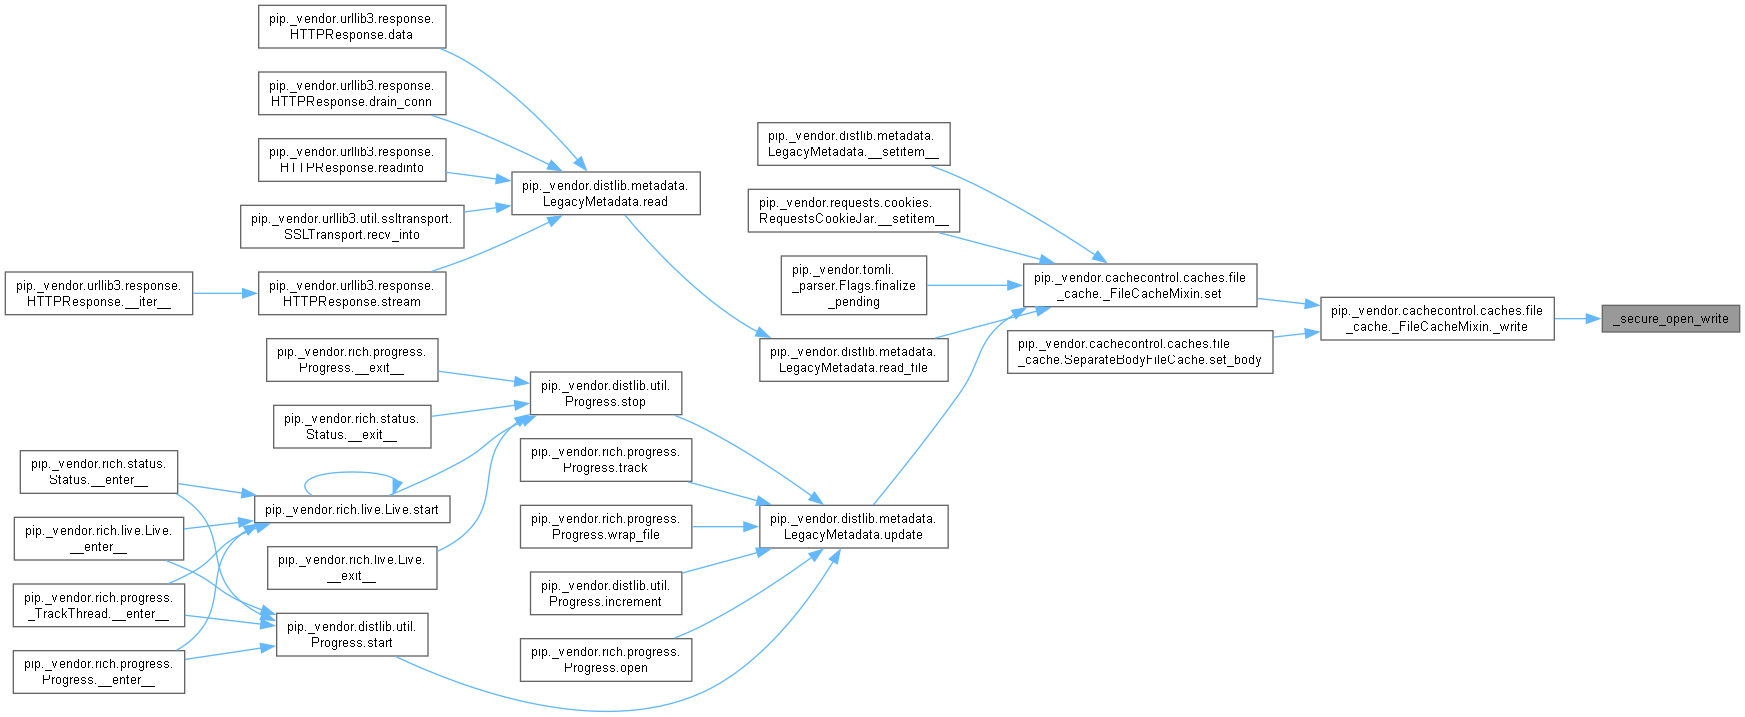 pip._vendor.urllib3.response.
HTTPResponse.data
pip._vendor.urllib3.response.
HTTPResponse.drain_conn
pip._vendor.urllib3.response.
HTTPResponse.readinto
pip._vendor.urllib3.util.ssltransport.
SSLTransport.recv_into
pip._vendor.urllib3.response.
HTTPResponse.__iter__
pip._vendor.urllib3.response.
HTTPResponse.stream
pip._vendor.distlib.metadata.
LegacyMetadata.read
pip._vendor.distlib.metadata.
LegacyMetadata.__setitem__
pip._vendor.requests.cookies.
RequestsCookieJar.__setitem__
pip._vendor.tomli.
_parser.Flags.finalize
_pending
pip._vendor.distlib.metadata.
LegacyMetadata.read_file
pip._vendor.cachecontrol.caches.file
_cache._FileCacheMixin.set
pip._vendor.cachecontrol.caches.file
_cache.SeparateBodyFileCache.set_body
pip._vendor.cachecontrol.caches.file
_cache._FileCacheMixin._write
_secure_open_write
pip._vendor.rich.progress.
Progress.__exit__
pip._vendor.rich.status.
Status.__exit__
pip._vendor.distlib.util.
Progress.stop
pip._vendor.rich.status.
Status.__enter__
pip._vendor.rich.live.Live.
__enter__
pip._vendor.rich.progress.
_TrackThread.__enter__
pip._vendor.rich.progress.
Progress.__enter__
pip._vendor.rich.live.Live.start
pip._vendor.rich.live.Live.
__exit__
pip._vendor.distlib.util.
Progress.start
pip._vendor.rich.progress.
Progress.track
pip._vendor.rich.progress.
Progress.wrap_file
pip._vendor.distlib.util.
Progress.increment
pip._vendor.rich.progress.
Progress.open
pip._vendor.distlib.metadata.
LegacyMetadata.update